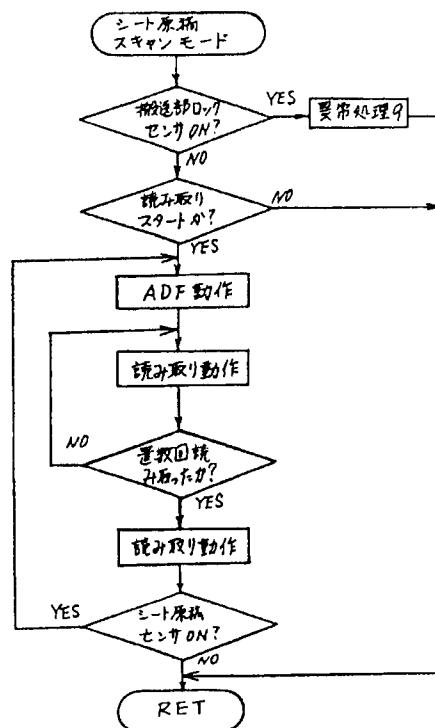 シート原稿
スキャンモード
搬送部ロック
センサON?
YES
異常処理9
NO
読み取り
スタートか?
NO
YES
ADF動作
読み取り動作
置数回読
み取ったか?
NO
YES
読み取り動作
シート原稿
センサON?
YES
NO
RET